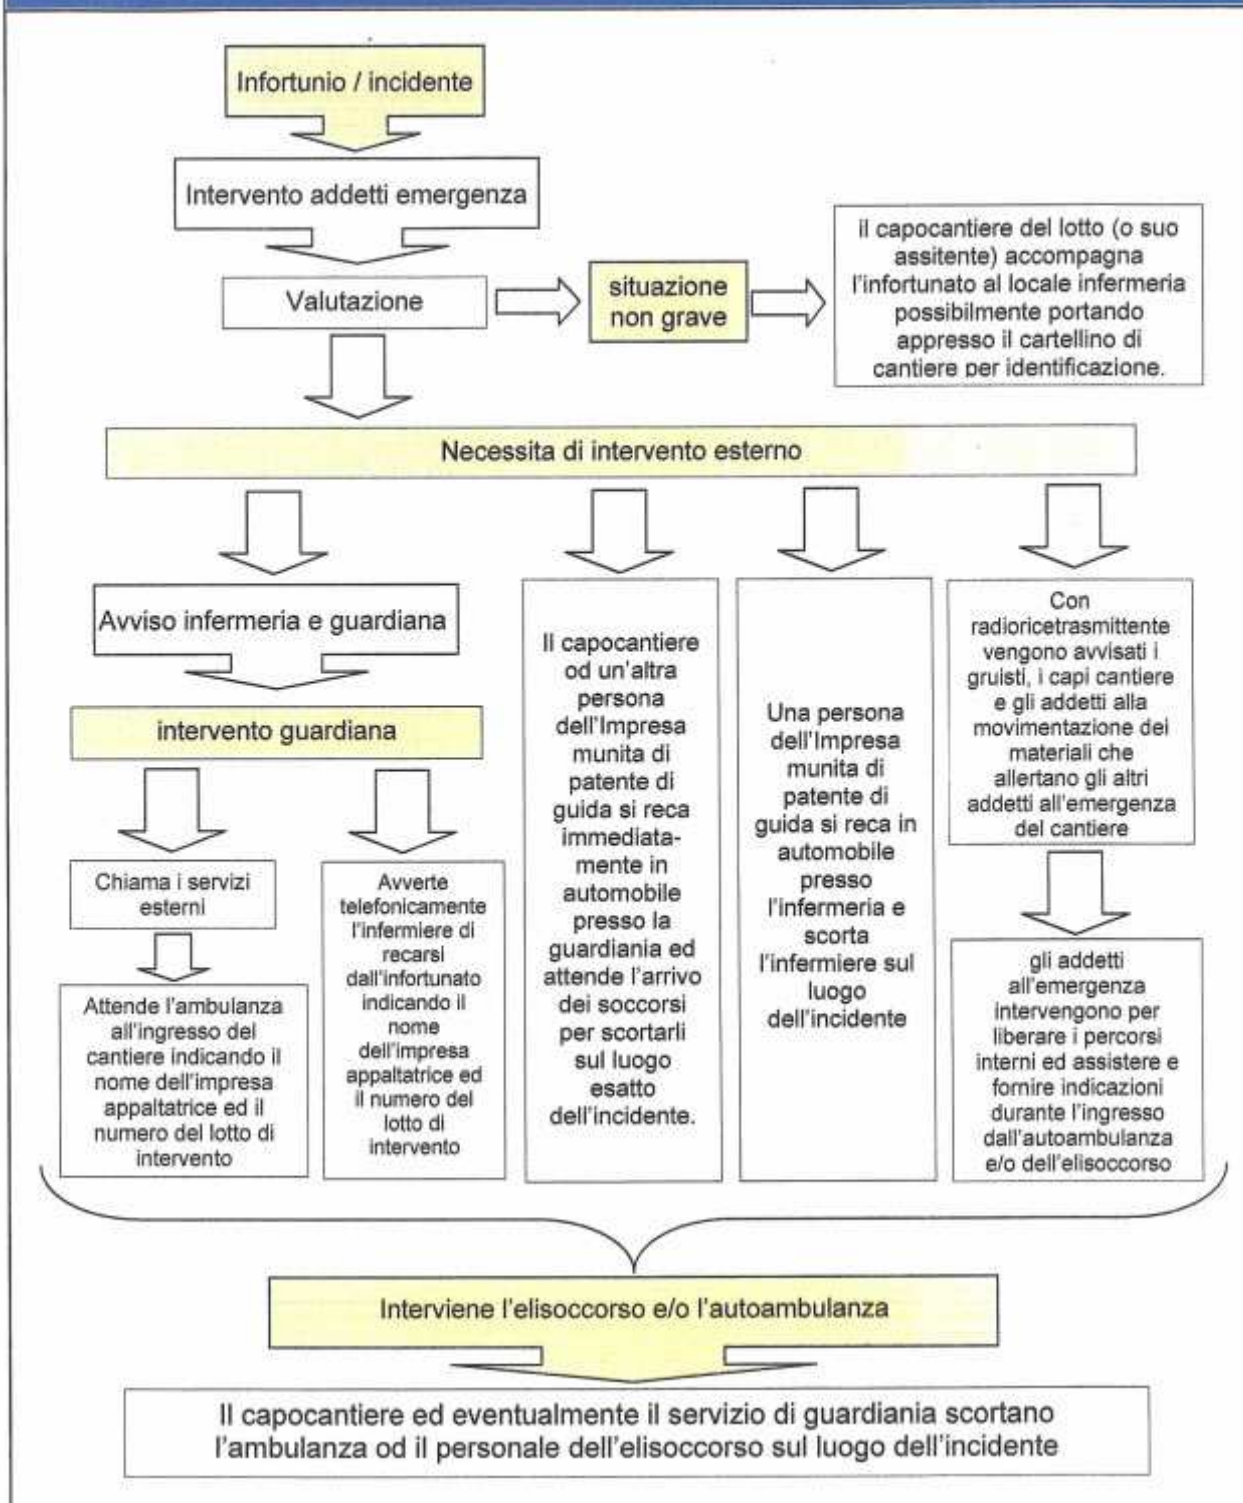 Infortunio / incidente
Intervento addetti emergenza
Valutazione
situazione
non grave
il capocantiere del lotto (o suo
assitente) accompagna
l'infortunato al locale infermeria
possibilmente portando
appresso il cartellino di
cantiere per identificazione.
Necessita di intervento esterno
Avviso infermeria e guardiana
intervento guardiana
Chiama i servizi
esterni
Attende l'ambulanza
all'ingresso del
cantiere indicando il
nome dell'impresa
appaltatrice ed il
numero del lotto di
intervento
Avverte
telefonicamente
l'infermiere di
recarsi
dall'infortunato
indicando il
nome
dell'impresa
appaltatrice ed
il numero del
lotto di
intervento
Il capocantiere
od un'altra
persona
dell'Impresa
munita di
patente di
guida si reca
immediata-
mente in
automobile
presso la
guardiania ed
attende l'arrivo
dei soccorsi
per scortarli
sul luogo
esatto
dell'incidente.
Una persona
dell'Impresa
munita di
patente di
guida si reca in
automobile
presso
l'infermeria e
scorta
l'infermiere sul
luogo
dell'incidente
Con
radioricetrasmittente
vengono avvisati i
gruisti, i capi cantiere
e gli addetti alla
movimentazione dei
materiali che
allertano gli altri
addetti all'emergenza
del cantiere
gli addetti
all'emergenza
intervengono per
liberare i percorsi
interni ed assistere e
fornire indicazioni
durante l'ingresso
dall'autoambulanza
e/o dell'elisoccorso
Interviene l'elisoccorso e/o l'autoambulanza
Il capocantiere ed eventualmente il servizio di guardiania scortano
l'ambulanza od il personale dell'elisoccorso sul luogo dell'incidente